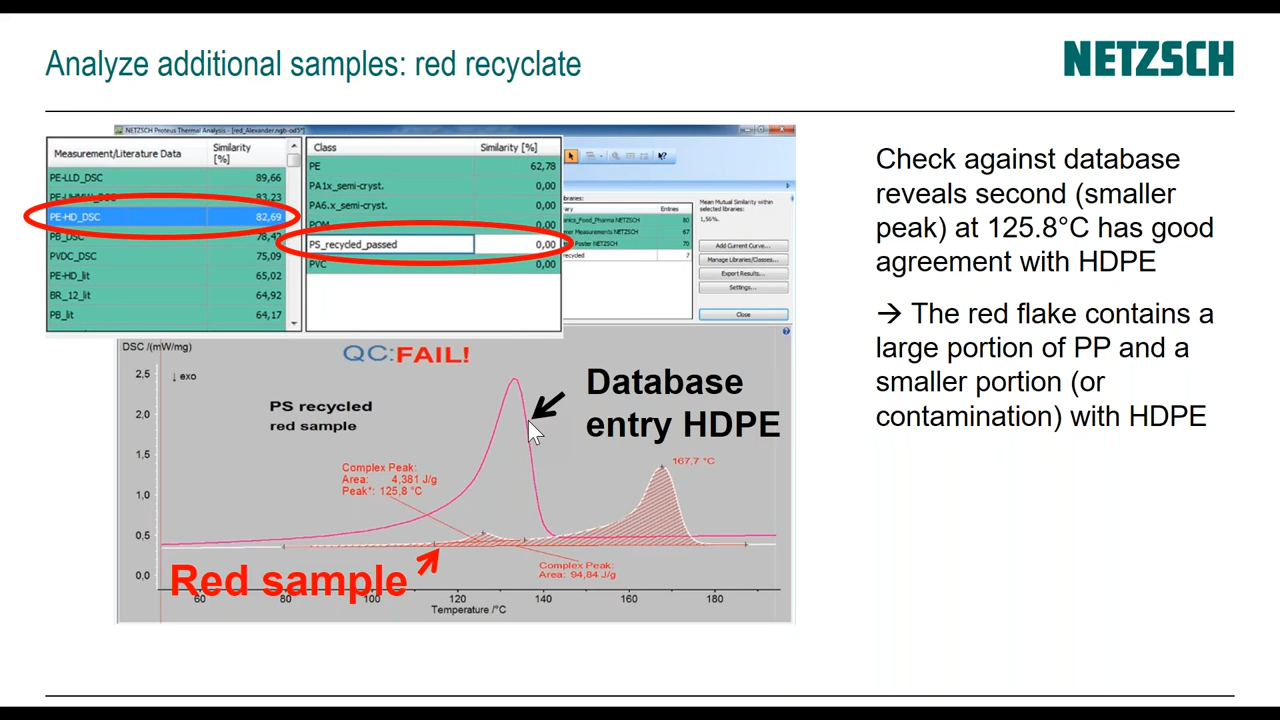 Analyze additional samples: red recyclate
NETZSCH
NETZSCH Proteus Thermal Analysis - [red_Alexander.ngb-od5*]
Measurement/Literature Data Similarity [%]
PE-LLD_DSC 89,66
83,23
PE-HD_DSC 82,69
PB_DSC 78,42
PVDC_DSC 75,09
PE-HD_lit 65,02
BR_12_lit 64,92
PB_lit 64,17
Class Similarity [%]
PE 62,78
PA1x_semi-cryst. 0,00
PA6.x_semi-cryst. 0,00
POM 0,00
PS_recycled_passed 0,00
PVC 0,00
Entries
80
67
Foster NETZSCH 70
ecycled 7
Mean Mutual Similarity within
selected libraries:
1,56%.
Add Current Curve...
Manage Libraries/Classes...
Export Results...
Settings...
Close
DSC /(mW/mg)
QC:FAIL!
↓ exo
PS recycled
red sample
2,5
2,0
1,5
1,0
0,5
0,0
Database
entry HDPE
Complex Peak:
Area: 4,381 J/g
Peak*: 125,8 °C
167,7 °C
Complex Peak:
Area: 94,84 J/g
Red sample
60 80 100 120 140 160 180
Temperature /°C
Check against database
reveals second (smaller
peak) at 125.8°C has good
agreement with HDPE
→ The red flake contains a
large portion of PP and a
smaller portion (or
contamination) with HDPE